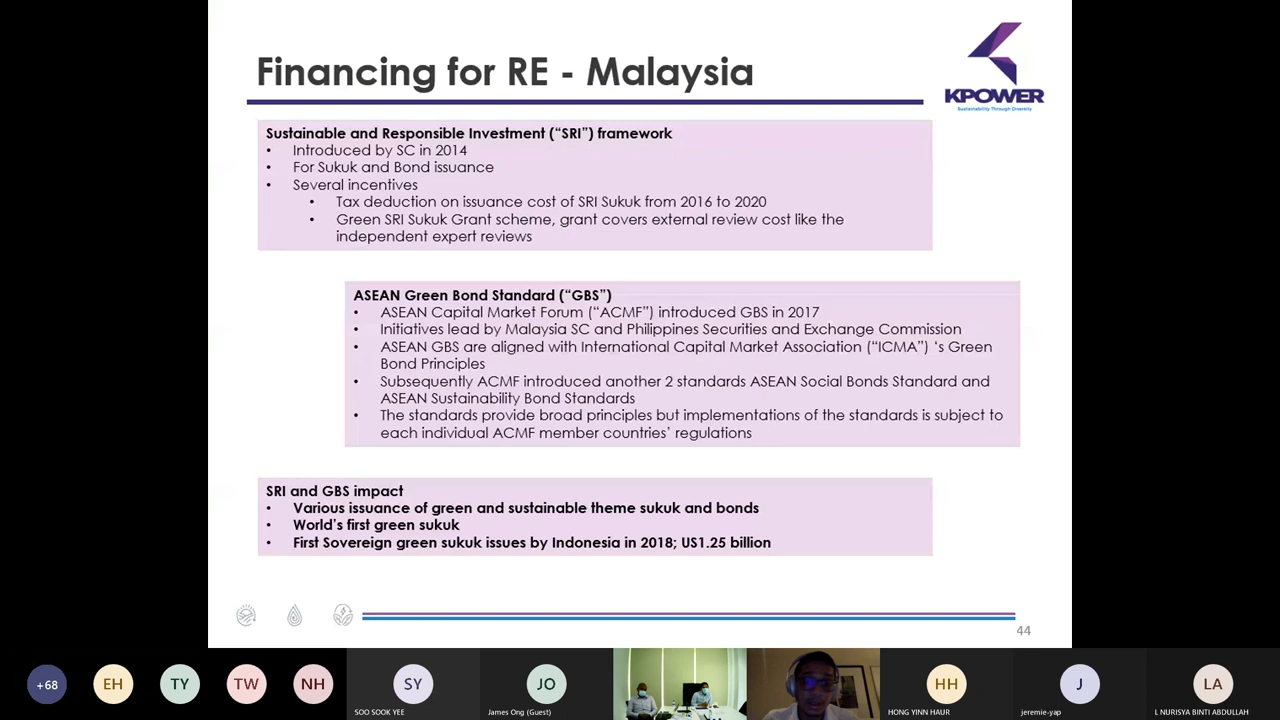 Financing for RE - Malaysia
KPOWER
Sustainability Through Diversity
Sustainable and Responsible Investment (“SRI”) framework
• Introduced by SC in 2014
• For Sukuk and Bond issuance
• Several incentives
• Tax deduction on issuance cost of SRI Sukuk from 2016 to 2020
• Green SRI Sukuk Grant scheme, grant covers external review cost like the
independent expert reviews
ASEAN Green Bond Standard (“GBS”)
• ASEAN Capital Market Forum (“ACMF”) introduced GBS in 2017
• Initiatives lead by Malaysia SC and Philippines Securities and Exchange Commission
• ASEAN GBS are aligned with International Capital Market Association (“ICMA”) ‘s Green
Bond Principles
• Subsequently ACMF introduced another 2 standards ASEAN Social Bonds Standard and
ASEAN Sustainability Bond Standards
• The standards provide broad principles but implementations of the standards is subject to
each individual ACMF member countries’ regulations
SRI and GBS impact
• Various issuance of green and sustainable theme sukuk and bonds
• World’s first green sukuk
• First Sovereign green sukuk issues by Indonesia in 2018; US1.25 billion
44
+68
EH
TY
TW
NH
SY
SOO SOOK YEE
JO
James Ong (Guest)
HH
HONG YINN HAUR
J
jeremie-yap
LA
L NURISYA BINTI ABDULLAH